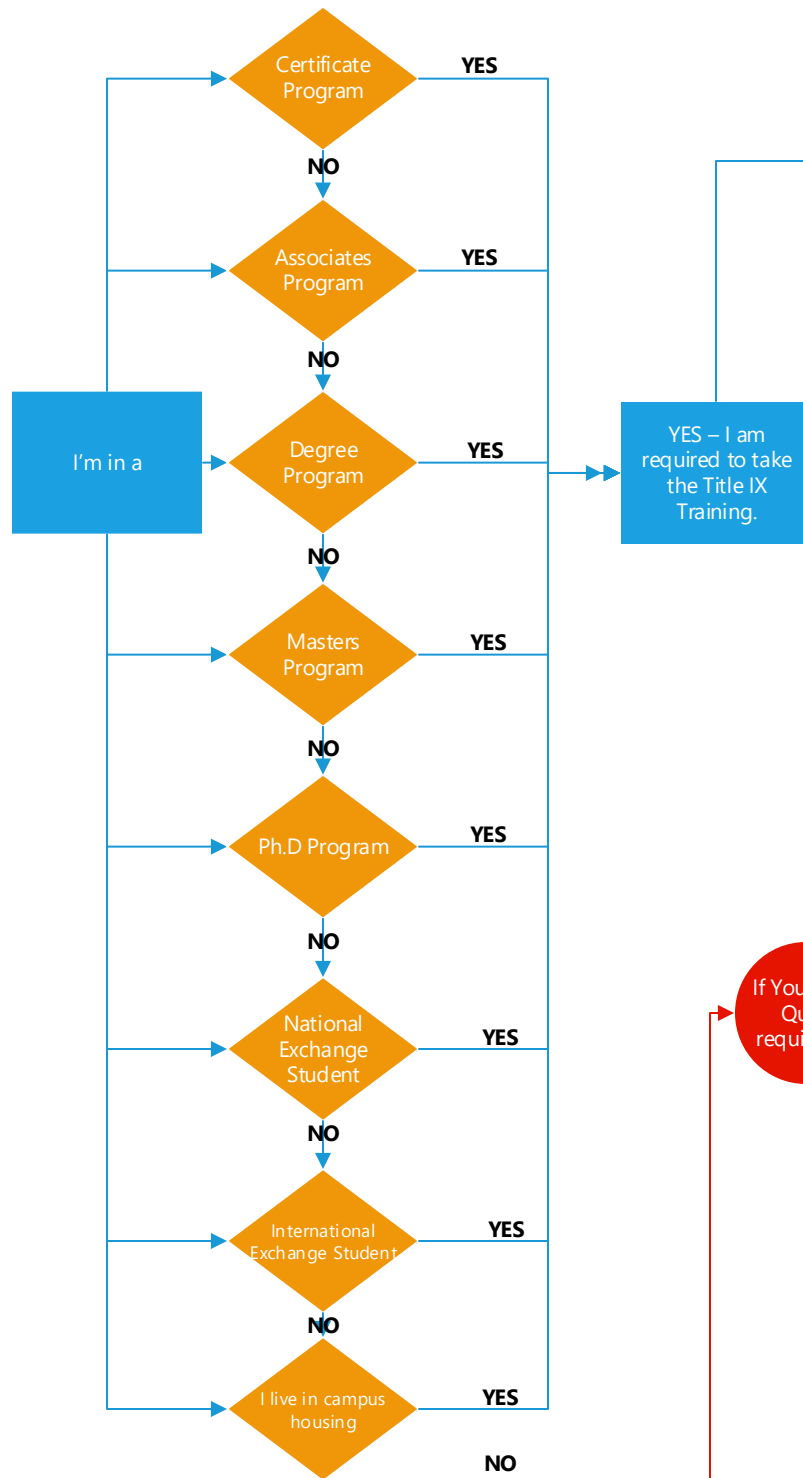 Certificate
Program
YES
NO
Associates
Program
YES
NO
I'm in a
Degree
Program
YES
YES – I am
required to take
the Title IX
Training.
NO
Masters
Program
YES
NO
Ph.D Program
YES
NO
National
Exchange
Student
YES
If You
NO
International
Exchange Student
YES
NO
I live in campus
housing
YES
NO